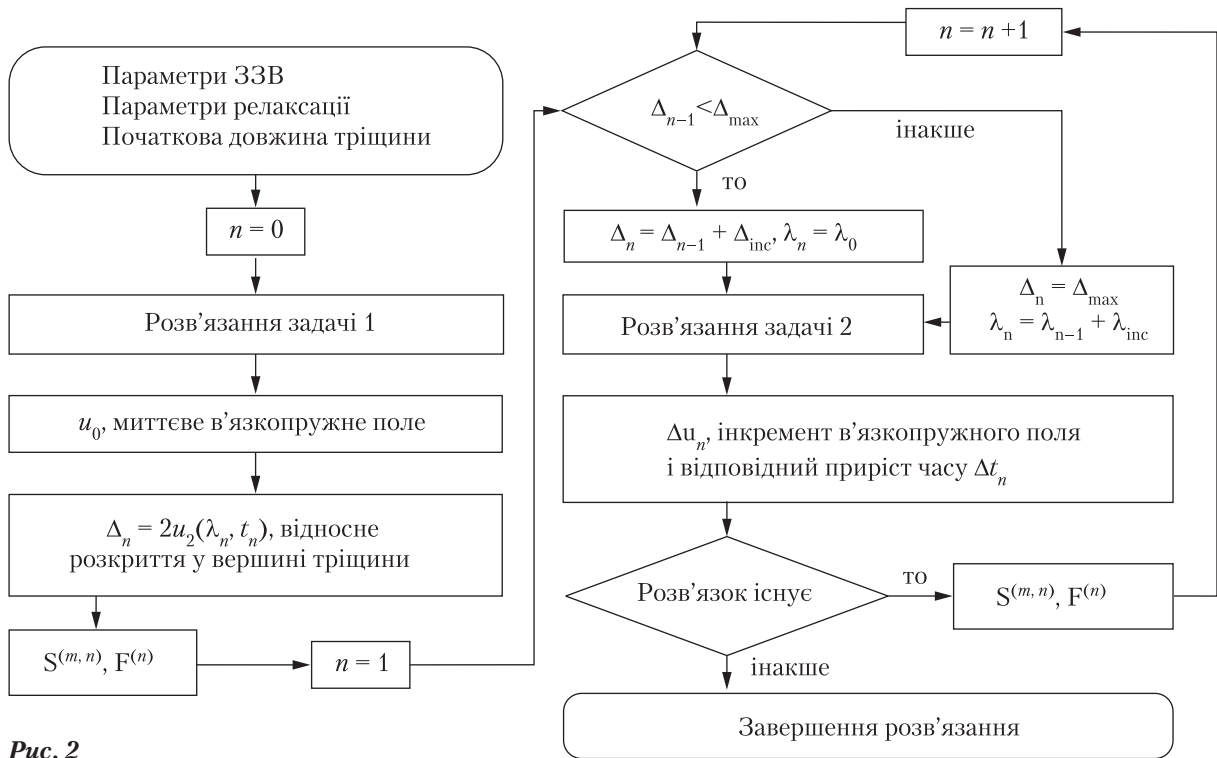 Параметри ЗЗВ
Параметри релаксації
Початкова довжина тріщини
n = 0
Розв'язання задачі 1
u₀, миттєве в'язкопружне поле
Δₙ = 2u₂(λₙ, tₙ), відносне
розкриття у вершині тріщини
S⁽ᵐ, ⁿ⁾, F⁽ⁿ⁾
n = 1
n = n +1
Δₙ₋₁<Δmax
інакше
то
Δₙ = Δₙ₋₁ + Δinc, λₙ = λ₀
Δₙ = Δmax
λₙ = λₙ₋₁ + λinc
Розв'язання задачі 2
Δuₙ, інкремент в'язкопружного поля
і відповідний приріст часу Δtₙ
Розв'язок існує
то
S⁽ᵐ, ⁿ⁾, F⁽ⁿ⁾
інакше
Завершення розв'язання
Рис. 2